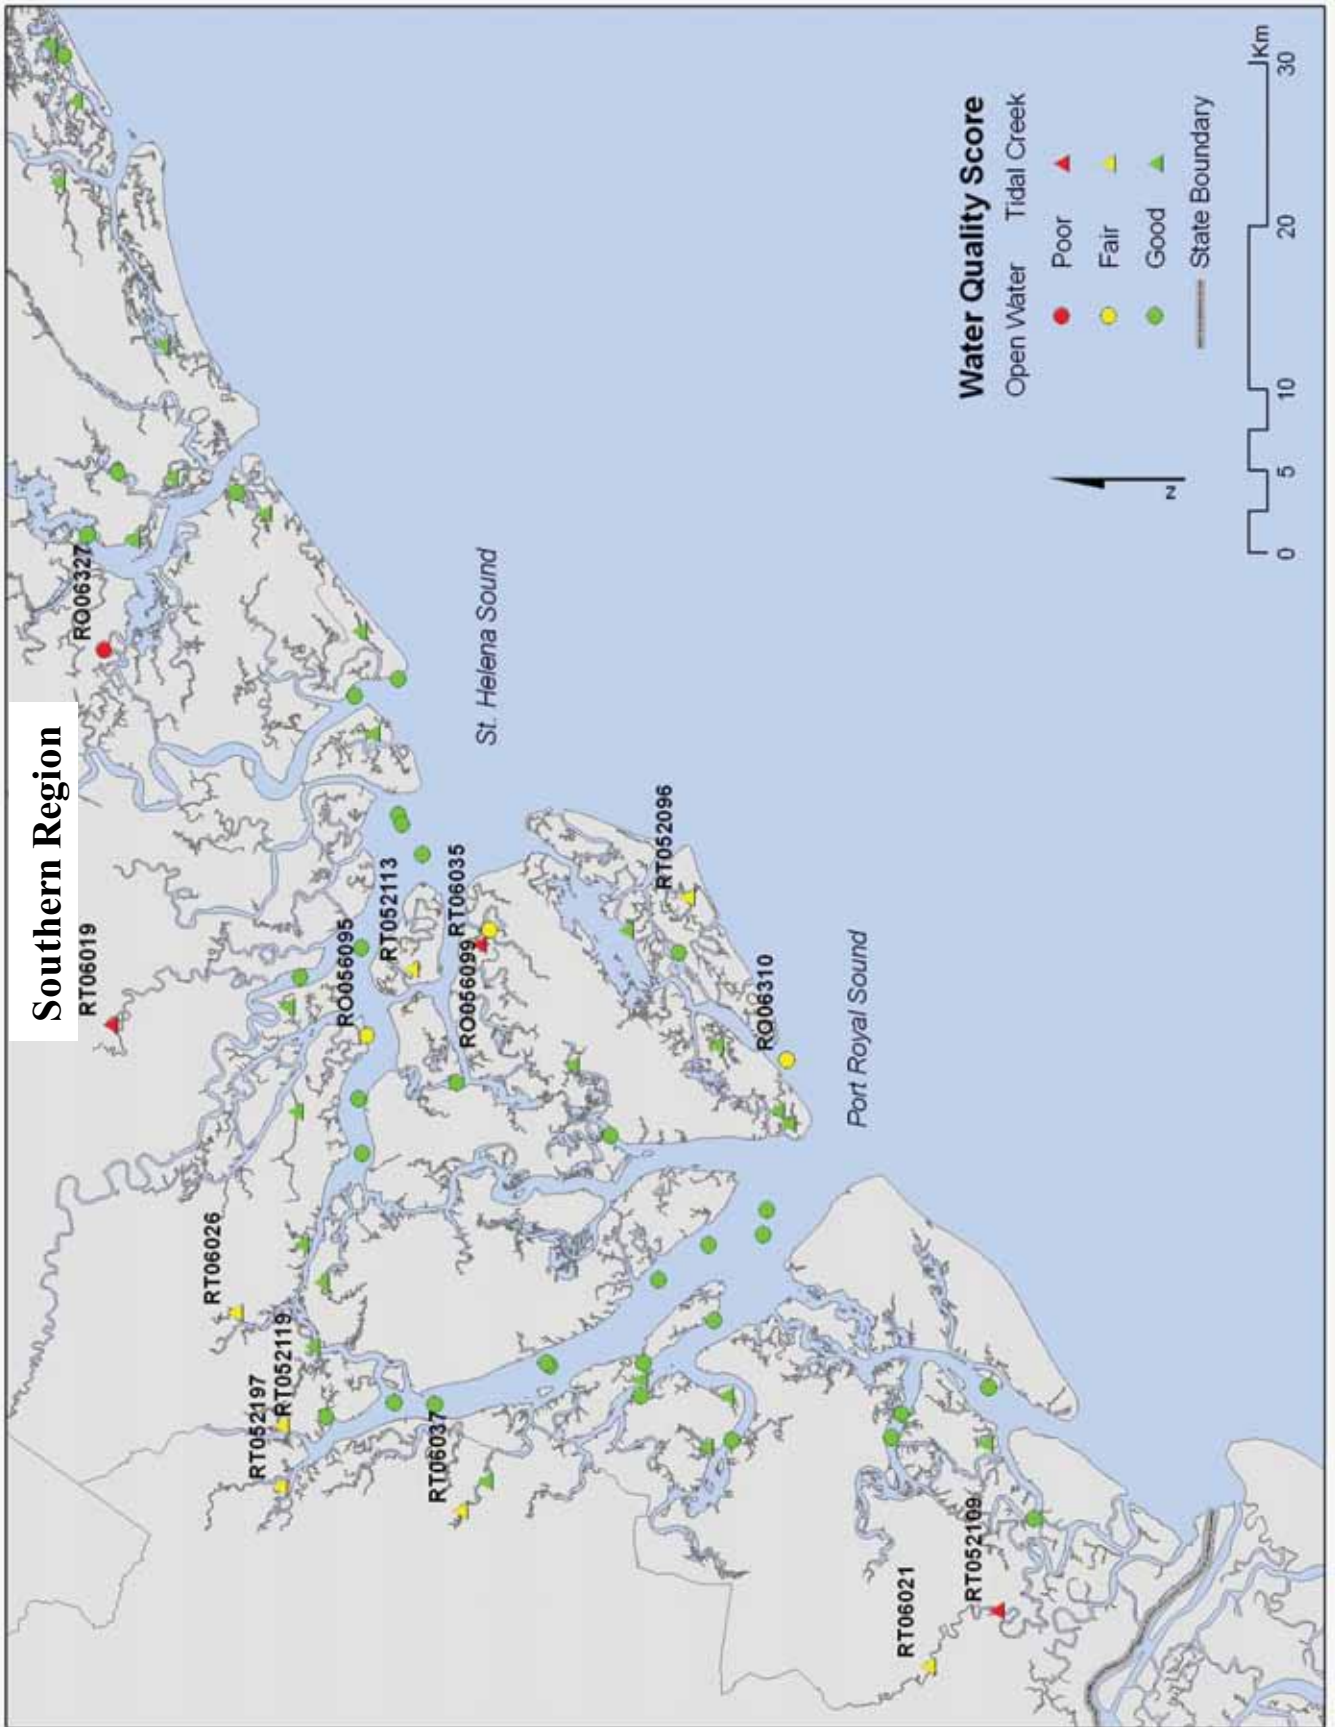 Southern Region
RT06019
RO06327
RT06026
RT052197
RT052119
RT06037
RO056095
RT052113
RT06035
RO056099
RT052096
RO06310
RT06021
RT052109
St. Helena Sound
Port Royal Sound
Water Quality Score
Open Water Tidal Creek
Poor
Fair
Good
State Boundary
N
0 5 10 20 30 Km